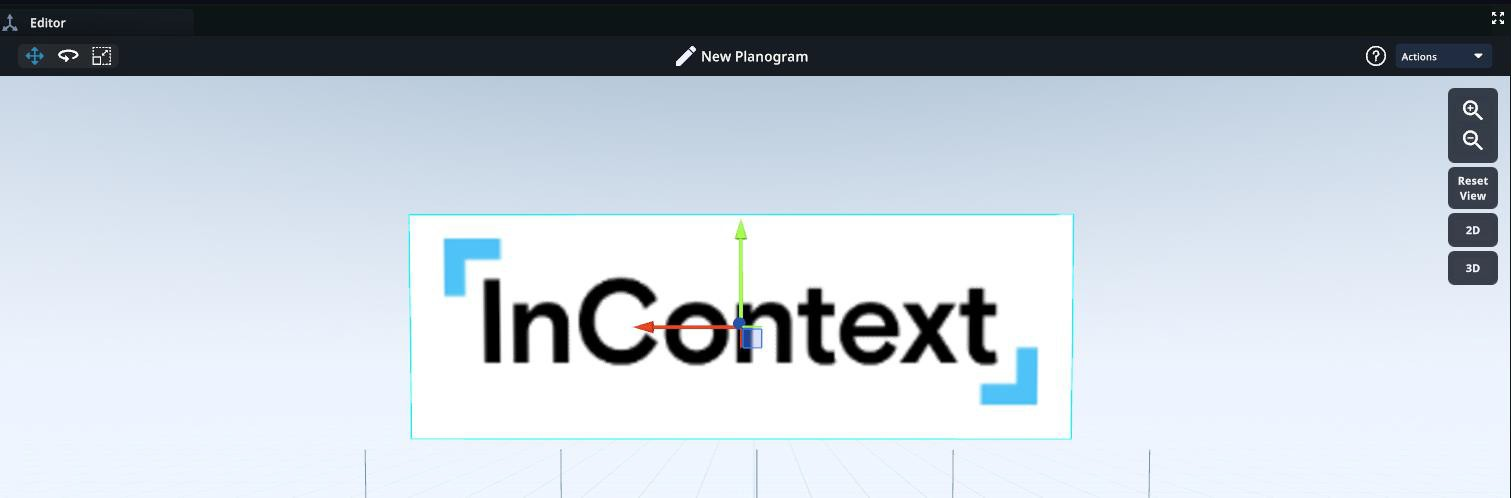 Editor
New Planogram
Actions
Reset
View
2D
3D
InContext